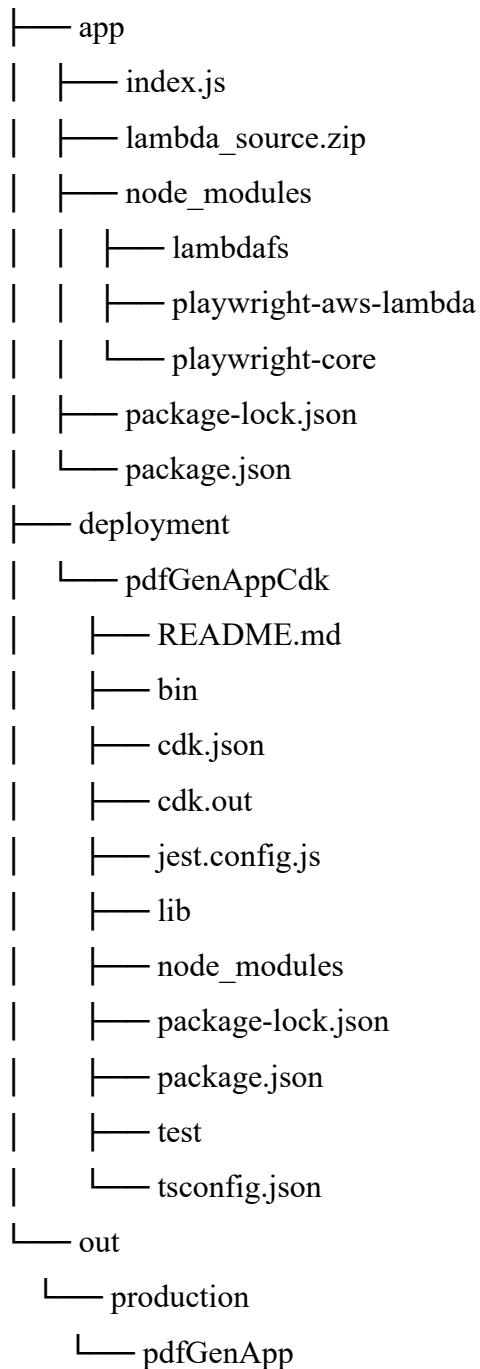 ├── app
│   ├── index.js
│   ├── lambda_source.zip
│   ├── node_modules
│   │   ├── lambdafs
│   │   ├── playwright-aws-lambda
│   │   └── playwright-core
│   ├── package-lock.json
│   └── package.json
├── deployment
│   └── pdfGenAppCdk
│       ├── README.md
│       ├── bin
│       ├── cdk.json
│       ├── cdk.out
│       ├── jest.config.js
│       ├── lib
│       ├── node_modules
│       ├── package-lock.json
│       ├── package.json
│       ├── test
│       └── tsconfig.json
└── out
    └── production
        └── pdfGenApp